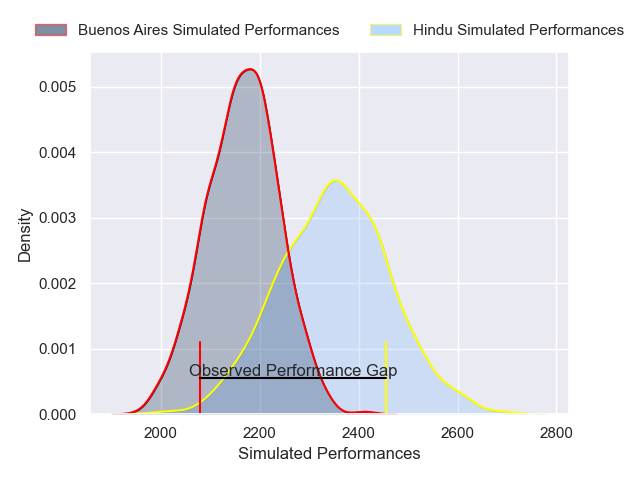 Buenos Aires Simulated Performances
Hindu Simulated Performances
0.005
0.004
Density
0.003
0.002
0.001
Observed Performance Gap
0.000
2000 2200 2400 2600 2800
Simulated Performances